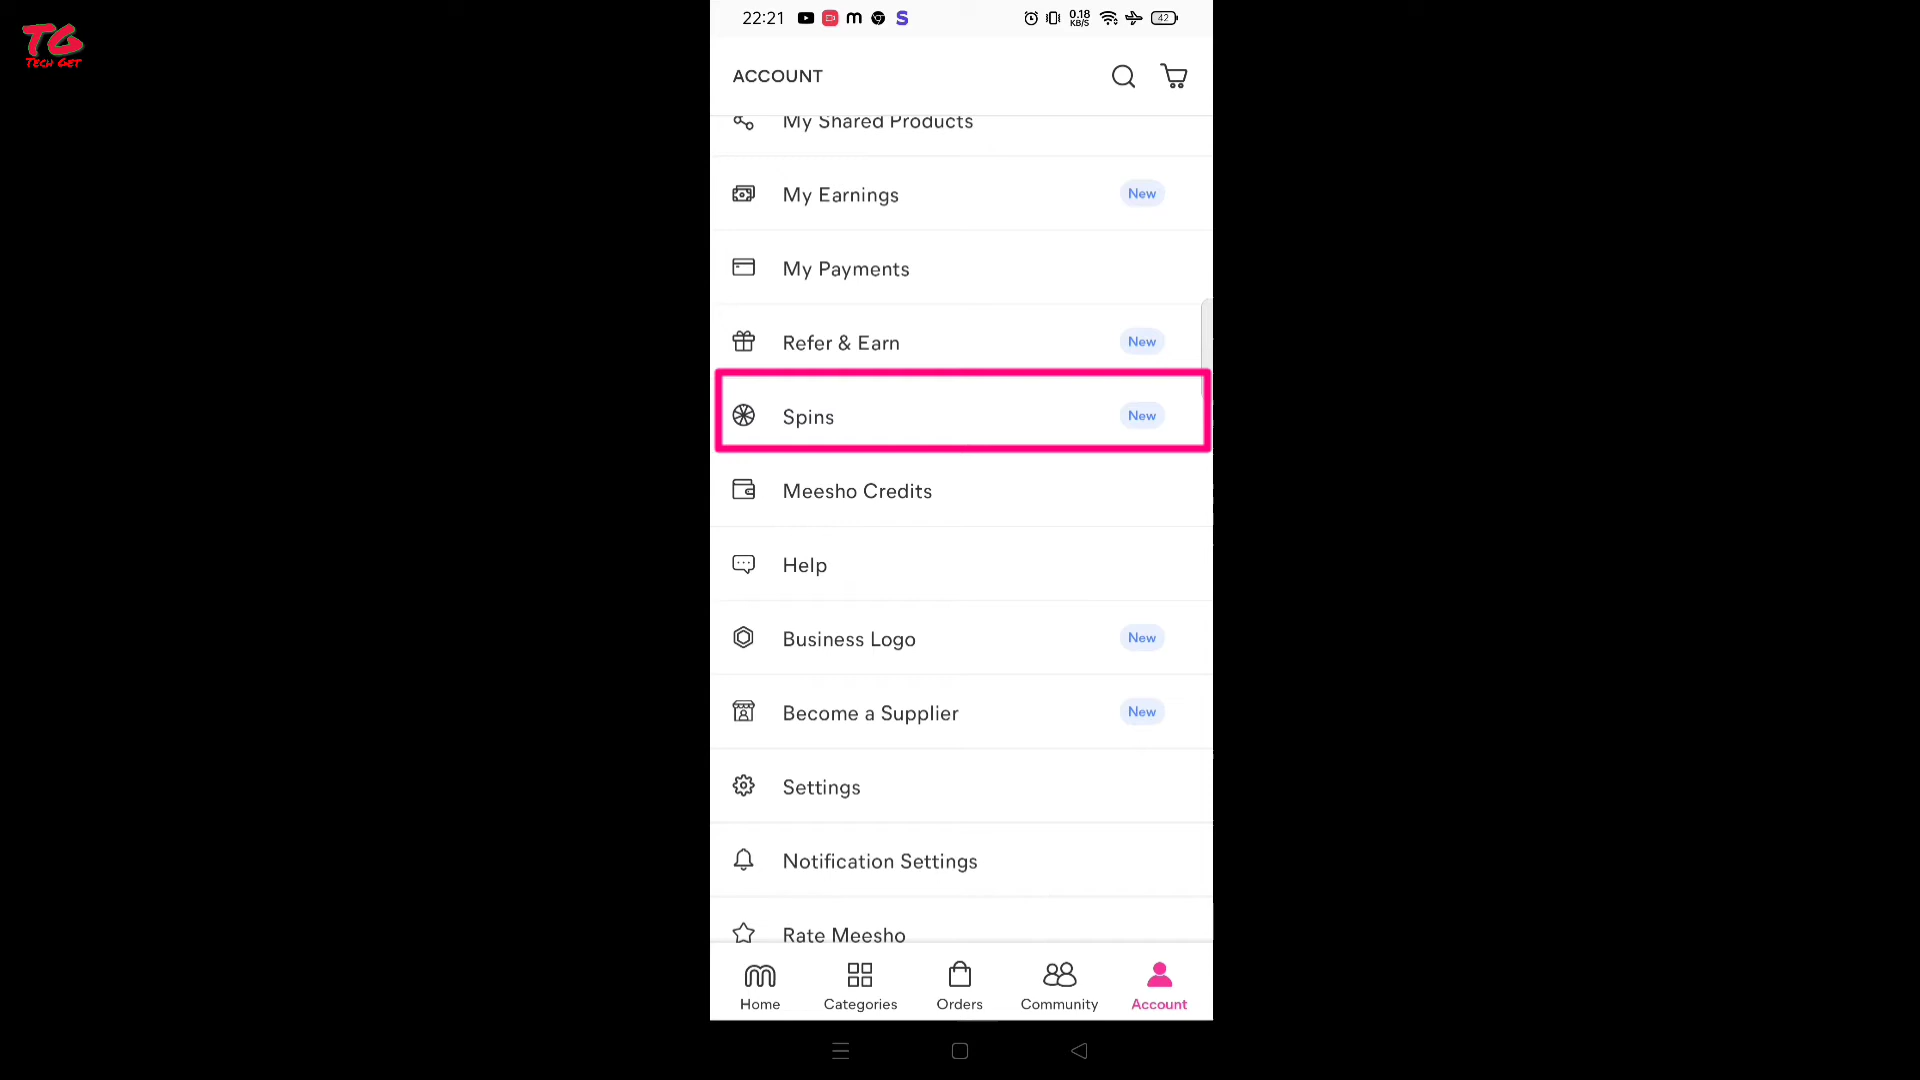 TG
Tech Get
22:21
0.18
KB/S
42
ACCOUNT
My Shared Products
My Earnings New
My Payments
Refer & Earn New
Spins New
Meesho Credits
Help
Business Logo New
Become a Supplier New
Settings
Notification Settings
Rate Meesho
Home Categories Orders Community Account